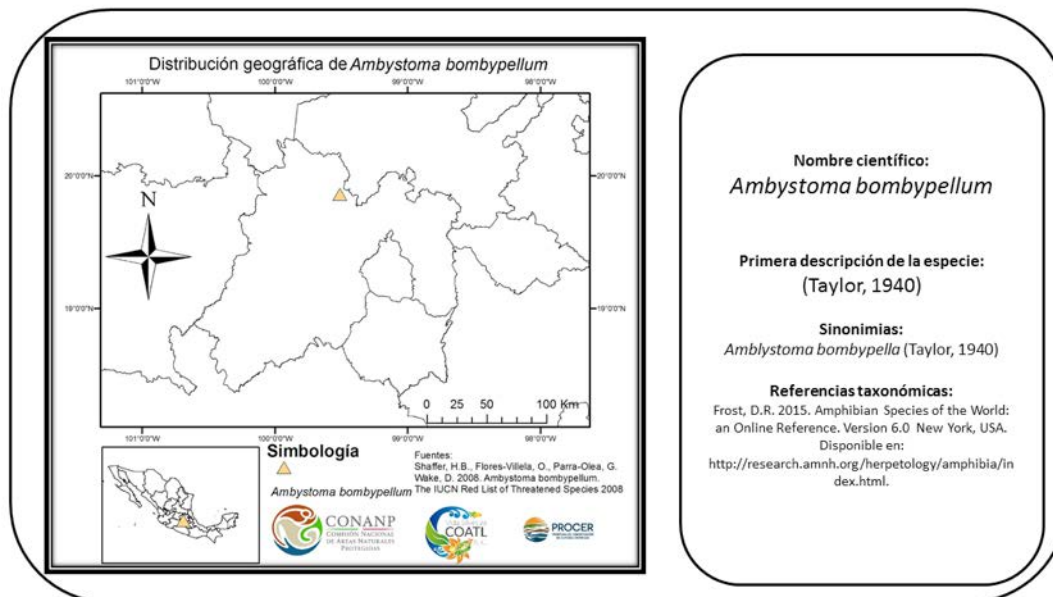 Distribución geográfica de Ambystoma bombypellum
101°0'0"W 100°0'0"W 99°0'0"W 98°0'0"W
20°0'0"N
20°0'0"N
N
19°0'0"N
19°0'0"N
0 25 50 100 Km
101°0'0"W 100°0'0"W 99°0'0"W 98°0'0"W
Simbología
Ambystoma bombypellum
Fuentes:
Shaffer, H.B., Flores-Villela, O., Parra-Olea, G.
Wake, D. 2008. Ambystoma bombypellum.
The IUCN Red List of Threatened Species 2008
CONANP
COMISIÓN NACIONAL
DE ÁREAS NATURALES
PROTEGIDAS
COATL
PROCER
Nombre científico:
Ambystoma bombypellum
Primera descripción de la especie:
(Taylor, 1940)
Sinonimias:
Amblystoma bombypella (Taylor, 1940)
Referencias taxonómicas:
Frost, D.R. 2015. Amphibian Species of the World:
an Online Reference. Version 6.0 New York, USA.
Disponible en:
http://research.amnh.org/herpetology/amphibia/in
dex.html.